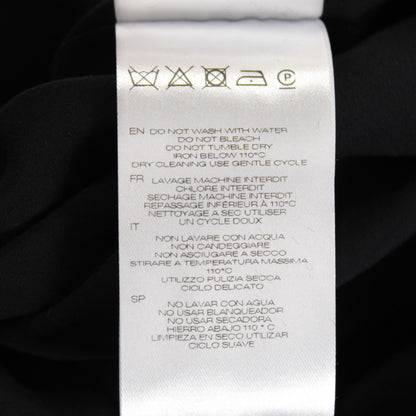 P
EN DO NOT WASH WITH WATER
DO NOT BLEACH
DO NOT TUMBLE DRY
IRON BELOW 110°C
DRY CLEANING USE GENTLE CYCLE
FR LAVAGE MACHINE INTERDIT
CHLORE INTERDIT
SECHAGE MACHINE INTERDIT
REPASSAGE INFÉRIEUR À 110°C
NETTOYAGE A SEC UTILISER
UN CYCLE DOUX
IT
NON LAVARE CON ACQUA
NON CANDEGGIARE
NON ASCIUGARE A SECCO
STIRARE A TEMPERATURA MASSIMA
110°C
UTILIZZO PULIZIA SECCA
CICLO DELICATO
SP
NO LAVAR CON AGUA
NO USAR BLANQUEADOR
NO USAR SECADORA
HIERRO ABAJO 110 ° C
LIMPIEZA EN SECO UTILIZAR
CICLO SUAVE